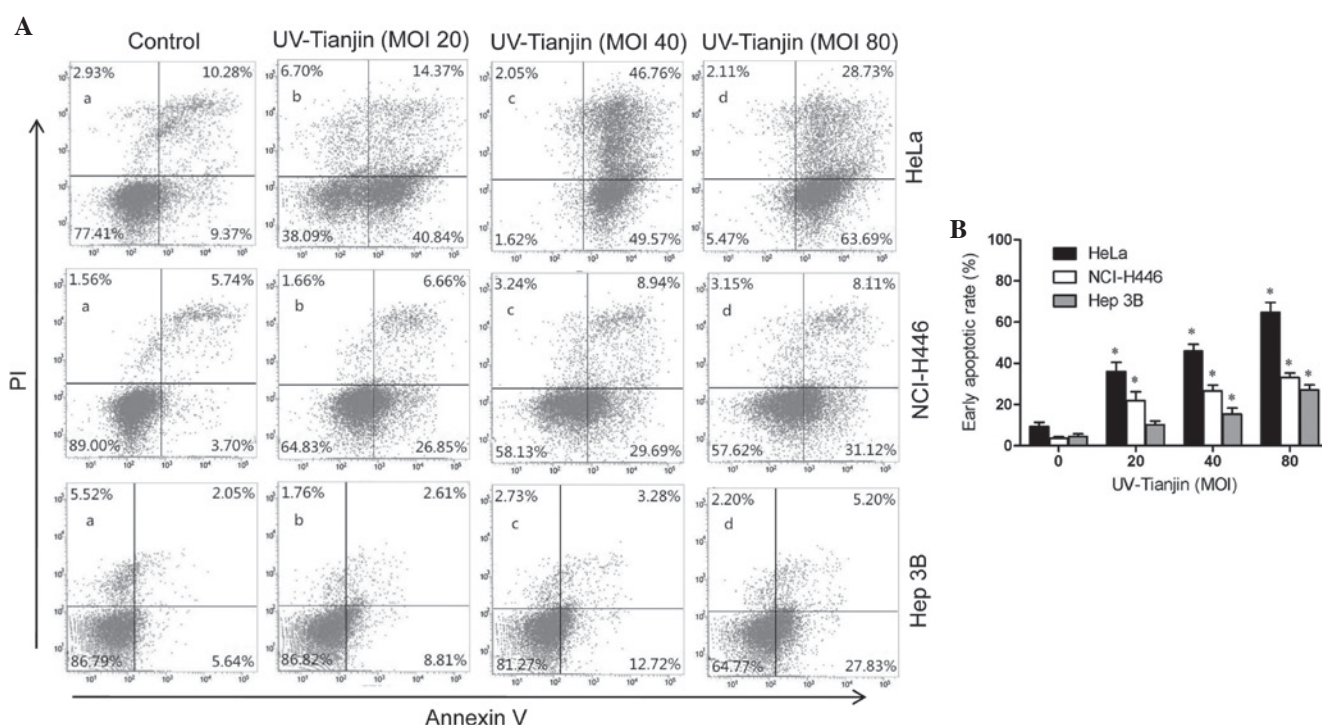 A
Control
UV-Tianjin (MOI 20)
UV-Tianjin (MOI 40)
UV-Tianjin (MOI 80)
2.93% 10.28%
a
77.41% 9.37%
6.70% 14.37%
b
38.09% 40.84%
2.05% 46.76%
c
1.62% 49.57%
2.11% 28.73%
d
5.47% 63.69%
HeLa
1.56% 5.74%
a
89.00% 3.70%
1.66% 6.66%
b
64.83% 26.85%
3.24% 8.94%
c
58.13% 29.69%
3.15% 8.11%
d
57.62% 31.12%
NCI-H446
5.52% 2.05%
a
86.79% 5.64%
1.76% 2.61%
b
86.82% 8.81%
2.73% 3.28%
c
81.27% 12.72%
2.20% 5.20%
d
64.77% 27.83%
Hep 3B
PI
Annexin V
B
Early apoptotic rate (%)
100
80
60
40
20
0
HeLa
NCI-H446
Hep 3B
* * * * * * * *
0 20 40 80
UV-Tianjin (MOI)